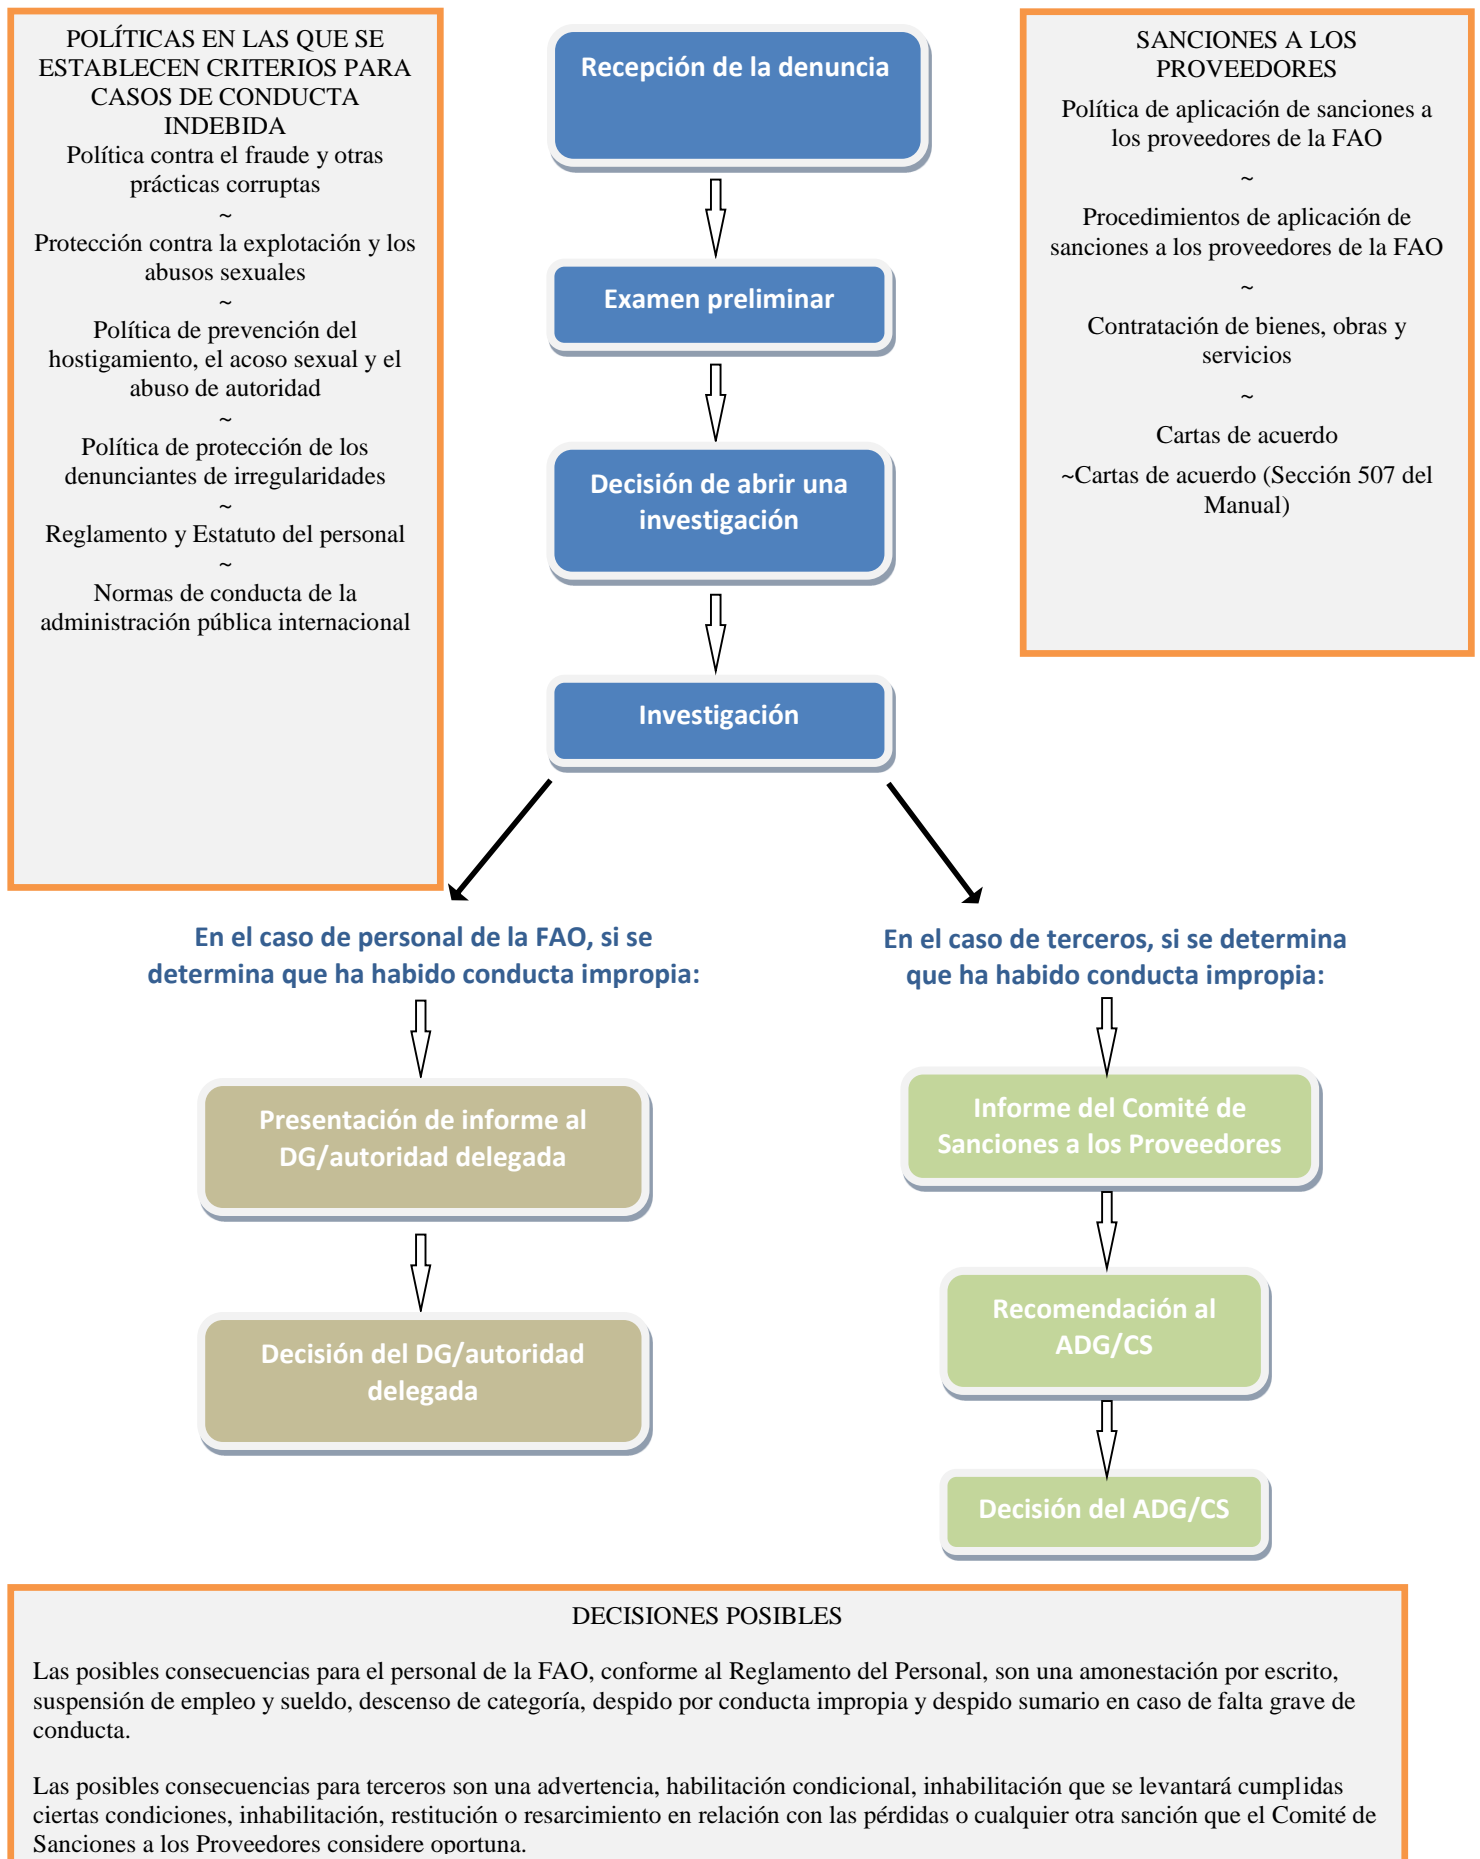 POLÍTICAS EN LAS QUE SE
ESTABLECEN CRITERIOS PARA
CASOS DE CONDUCTA
INDEBIDA
Política contra el fraude y otras
prácticas corruptas
~
Protección contra la explotación y los
abusos sexuales
~
Política de prevención del
hostigamiento, el acoso sexual y el
abuso de autoridad
~
Política de protección de los
denunciantes de irregularidades
~
Reglamento y Estatuto del personal
~
Normas de conducta de la
administración pública internacional
Recepción de la denuncia
Examen preliminar
Decisión de abrir una
investigación
Investigación
SANCIONES A LOS
PROVEEDORES
Política de aplicación de sanciones a
los proveedores de la FAO
~
Procedimientos de aplicación de
sanciones a los proveedores de la FAO
~
Contratación de bienes, obras y
servicios
~
Cartas de acuerdo
~Cartas de acuerdo (Sección 507 del
Manual)
En el caso de personal de la FAO, si se
determina que ha habido conducta impropia:
Presentación de informe al
DG/autoridad delegada
Decisión del DG/autoridad
delegada
En el caso de terceros, si se determina
que ha habido conducta impropia:
Informe del Comité de
Sanciones a los Proveedores
Recomendación al
ADG/CS
Decisión del ADG/CS
DECISIONES POSIBLES
Las posibles consecuencias para el personal de la FAO, conforme al Reglamento del Personal, son una amonestación por escrito,
suspensión de empleo y sueldo, descenso de categoría, despido por conducta impropia y despido sumario en caso de falta grave de
conducta.
Las posibles consecuencias para terceros son una advertencia, habilitación condicional, inhabilitación que se levantará cumplidas
ciertas condiciones, inhabilitación, restitución o resarcimiento en relación con las pérdidas o cualquier otra sanción que el Comité de
Sanciones a los Proveedores considere oportuna.